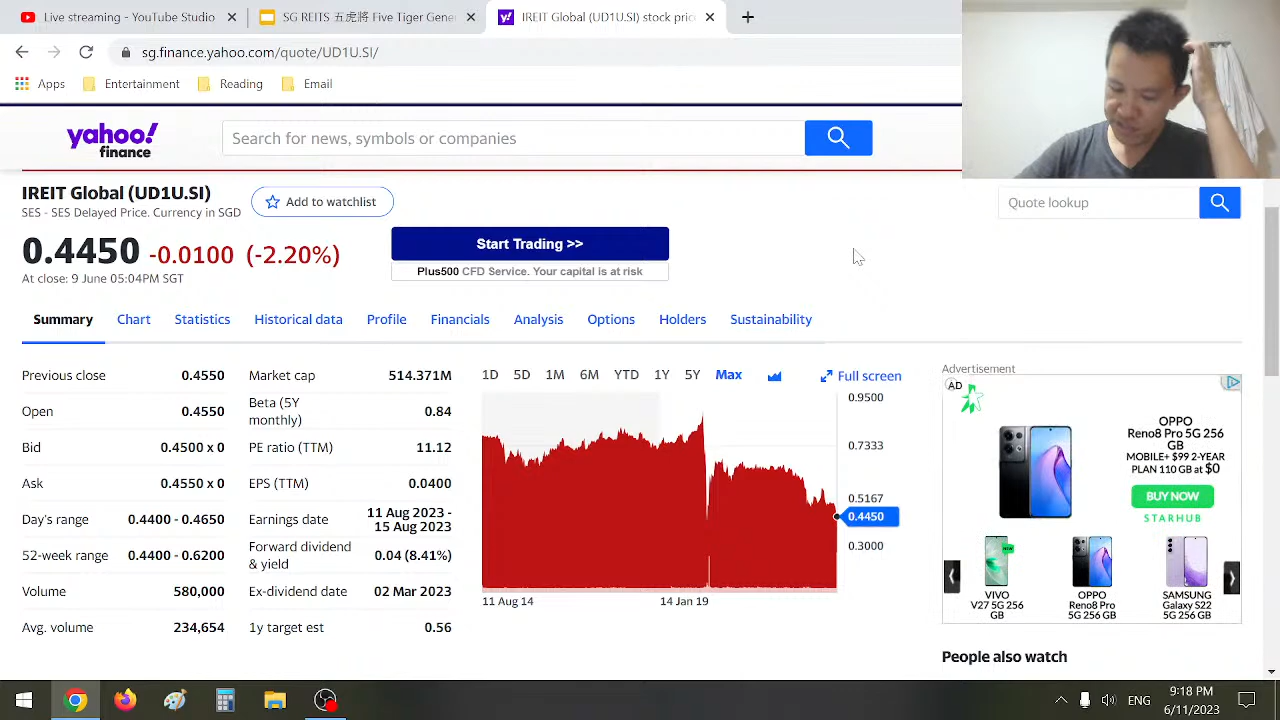 YouTube live streaming setup
SG REITS 五虎將 Five Tiger Gene
IREIT Global (UD1U.SI) stock pric
sg.finance.yahoo.com/quote/UD1U.SI/
Apps Entertainment Reading Email
yahoo!
finance
Search for news, symbols or companies
IREIT Global (UD1U.SI)
Add to watchlist
SES - SES Delayed Price. Currency in SGD
Quote lookup
0.4450 -0.0100 (-2.20%)
At close: 9 June 05:04PM SGT
Start Trading >>
Plus500 CFD Service. Your capital is at risk
Summary Chart Statistics Historical data Profile Financials Analysis Options Holders Sustainability
Previous close 0.4550
Open 0.4550
Bid 0.4500 x 0
Ask 0.4550 x 0
Day's range 0.4400 - 0.4650
52-week range 0.4400 - 0.6200
Volume 580,000
Avg. volume 234,654
Market cap 514.371M
Beta (5Y
monthly) 0.84
PE ratio (TTM) 11.12
EPS (TTM) 0.0400
Earnings date 11 Aug 2023 -
15 Aug 2023
Forward dividend
& yield 0.04 (8.41%)
Ex-dividend date 02 Mar 2023
1y target est 0.56
1D 5D 1M 6M YTD 1Y 5Y Max
Full screen
0.9500
0.7333
0.5167
0.4450
0.3000
11 Aug 14 14 Jan 19
Advertisement
AD
OPPO
Reno8 Pro 5G 256
GB
MOBILE+ $99 2-YEAR
PLAN 110 GB at $0
BUY NOW
STARHUB
NEW
VIVO
V27 5G 256
GB
OPPO
Reno8 Pro
5G 256 GB
SAMSUNG
Galaxy S22
5G 256 GB
People also watch
ENG
9:18 PM
6/11/2023